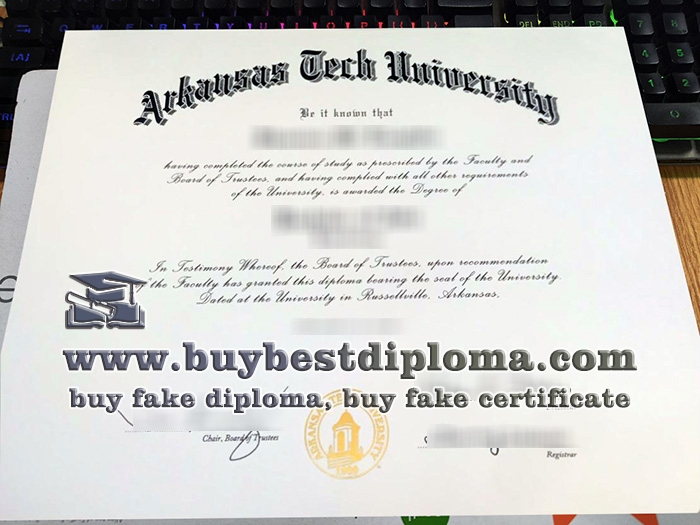 Arkansas Tech University
Be it known that
having completed the course of study as prescribed by the Faculty and
Board of Trustees, and having complied with all other requirements
of the University, is awarded the Degree of
In Testimony Whereof, the Board of Trustees, upon recommendation
the Faculty has granted this diploma bearing the seal of the University.
Dated at the University in Russellville, Arkansas.
www.buybestdiploma.com
buy fake diploma, buy fake certificate
Chair, Board of Trustees
ARKANSAS TECH UNIVERSITY
1909
Registrar